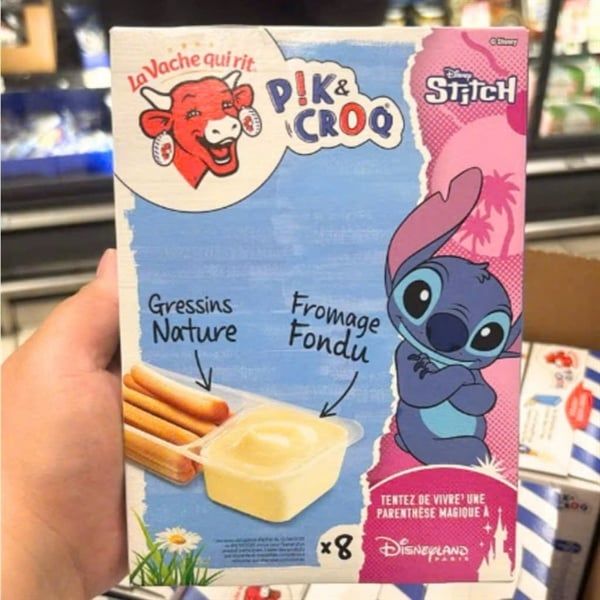 © Disney
La Vache qui rit
P!K &
CROQ
Disney
STITCH
Gressins
Nature
Fromage
Fondu
TENTEZ DE VIVRE¹ UNE
PARENTHÈSE MAGIQUE À
x8
Disneyland
PARIS